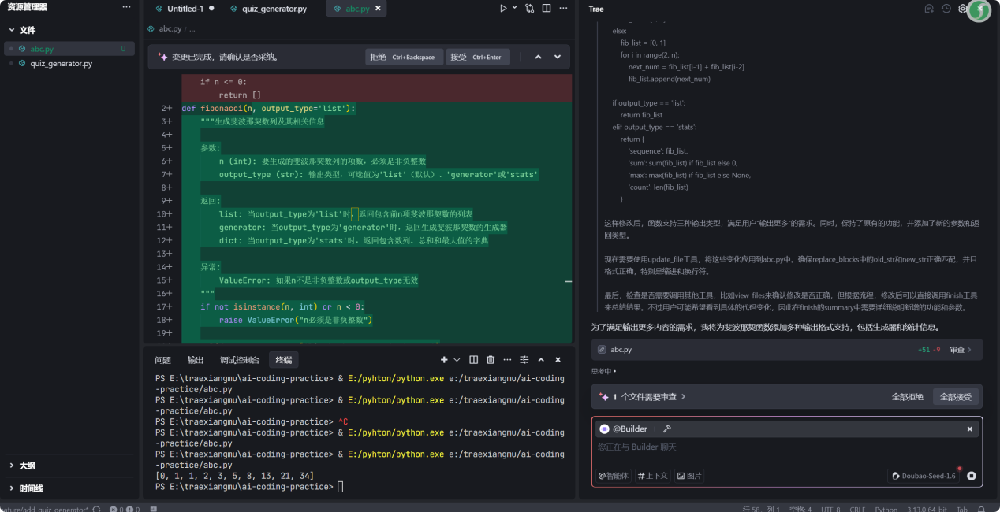 资源管理器
文件
abc.py
U
quiz_generator.py
大纲
时间线
Untitled-1
quiz_generator.py
abc.py
abc.py / ...
变更已完成，请确认是否采纳。
拒绝 Ctrl+Backspace
接受 Ctrl+Enter
if n <= 0:
return []
2+ def fibonacci(n, output_type='list'):
3+ """生成斐波那契数列及其相关信息
4+
5+ 参数:
6+ n (int): 要生成的斐波那契数列的项数，必须是非负整数
7+ output_type (str): 输出类型，可选值为'list'（默认）、'generator'或'stats'
8+
9+ 返回:
10+ list: 当output_type为'list'时，返回包含前n项斐波那契数的列表
11+ generator: 当output_type为'generator'时，返回生成斐波那契数的生成器
12+ dict: 当output_type为'stats'时，返回包含数列、总和和最大值的字典
13+
14+ 异常:
15+ ValueError: 如果n不是非负整数或output_type无效
16+ """
17+ if not isinstance(n, int) or n < 0:
18+ raise ValueError("n必须是非负整数")
19+
问题 输出 调试控制台 终端
PS E:\traexiangmu\ai-coding-practice> & E:/pyhton/python.exe e:/traexiangmu/ai-coding
-practice/abc.py
PS E:\traexiangmu\ai-coding-practice> & E:/pyhton/python.exe e:/traexiangmu/ai-coding
-practice/abc.py
PS E:\traexiangmu\ai-coding-practice> ^C
PS E:\traexiangmu\ai-coding-practice> & E:/pyhton/python.exe e:/traexiangmu/ai-coding
-practice/abc.py
PS E:\traexiangmu\ai-coding-practice> & E:/pyhton/python.exe e:/traexiangmu/ai-coding
-practice/abc.py
[0, 1, 1, 2, 3, 5, 8, 13, 21, 34]
PS E:\traexiangmu\ai-coding-practice>
Trae
else:
fib_list = [0, 1]
for i in range(2, n):
next_num = fib_list[i-1] + fib_list[i-2]
fib_list.append(next_num)
if output_type == 'list':
return fib_list
elif output_type == 'stats':
return {
'sequence': fib_list,
'sum': sum(fib_list) if fib_list else 0,
'max': max(fib_list) if fib_list else None,
'count': len(fib_list)
}
这样修改后，函数支持三种输出类型，满足用户"输出更多"的需求。同时，保持了原有的功能，并添加了新的参数和返
回类型。
现在需要使用update_file工具，将这些变化应用到abc.py中。确保replace_blocks中的old_str和new_str正确匹配，并且
格式正确，特别是缩进和换行符。
最后，检查是否需要调用其他工具，比如view_files来确认修改是否正确，但根据流程，修改后可以直接调用finish工具
来总结结果。不过用户可能希望看到具体的代码变化，因此在finish的summary中需要详细说明新增的功能和参数。
为了满足输出更多内容的需求，我将为斐波那契函数添加多种输出格式支持，包括生成器和统计信息。
abc.py
+51 -9 审查
思考中
1 个文件需要审查
全部拒绝 全部接受
@Builder
您正在与 Builder 聊天
@智能体 #上下文 图片
Doubao-Seed-1.6
ature/add-quiz-generator*
0 0
行 58，列 1 空格: 4 UTF-8 CRLF Python 3.13.0 64-bit Tab